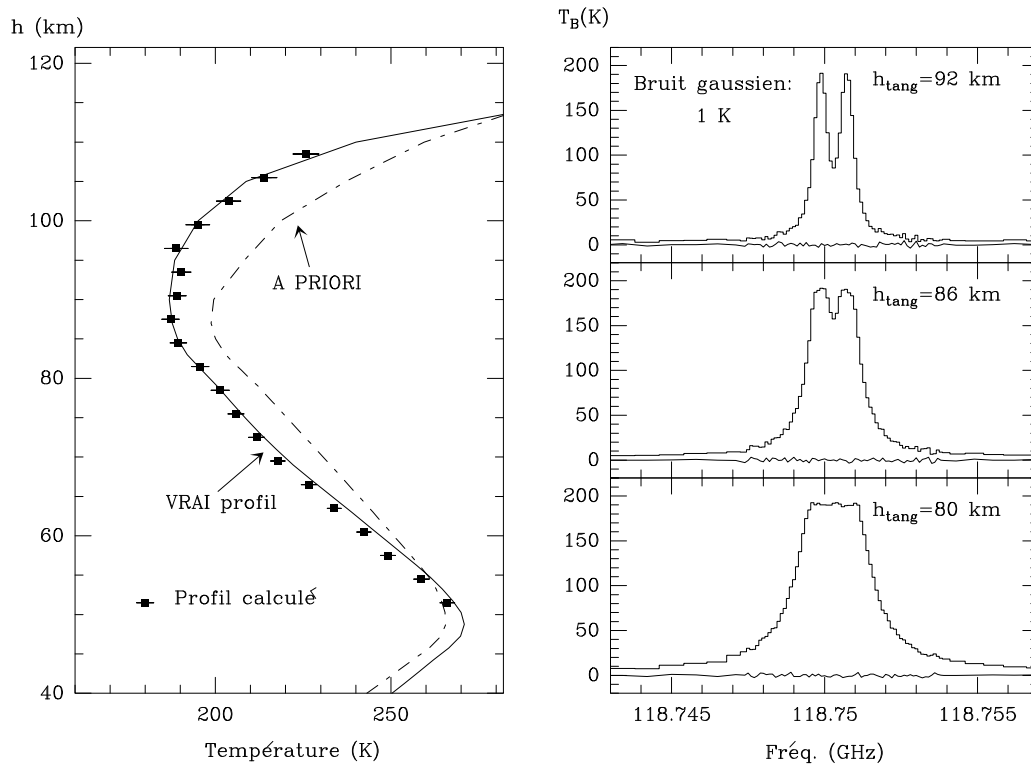 h (km)
120
100
80
60
40
A PRIORI
VRAI profil
Profil calculé
200
250
Température (K)
T_B(K)
200
150
100
50
0
Bruit gaussien:
1 K
h_tang=92 km
200
150
100
50
0
h_tang=86 km
200
150
100
50
0
h_tang=80 km
118.745
118.75
118.755
Fréq. (GHz)